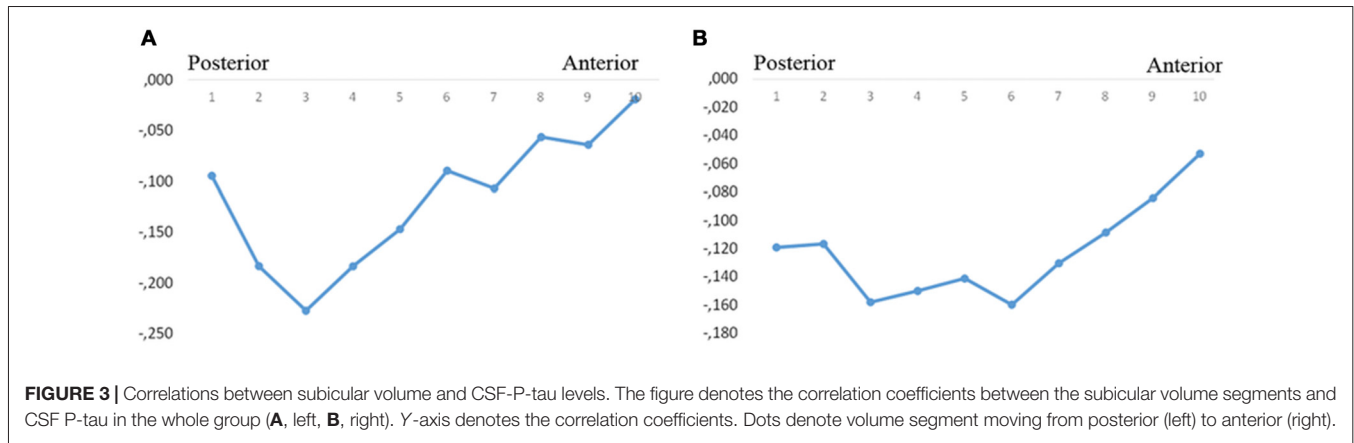 A
Posterior
Anterior
,000
1 2 3 4 5 6 7 8 9 10
-,050
-,100
-,150
-,200
-,250
B
Posterior
Anterior
,000
1 2 3 4 5 6 7 8 9 10
-,020
-,040
-,060
-,080
-,100
-,120
-,140
-,160
-,180
FIGURE 3 | Correlations between subicular volume and CSF-P-tau levels. The figure denotes the correlation coefficients between the subicular volume segments and
CSF P-tau in the whole group (A, left, B, right). Y-axis denotes the correlation coefficients. Dots denote volume segment moving from posterior (left) to anterior (right).